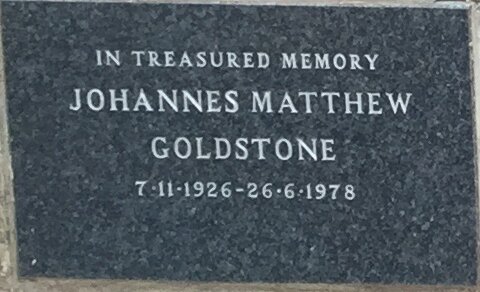 IN TREASURED MEMORY
JOHANNES MATTHEW
GOLDSTONE
7·11·1926-26·6·1978